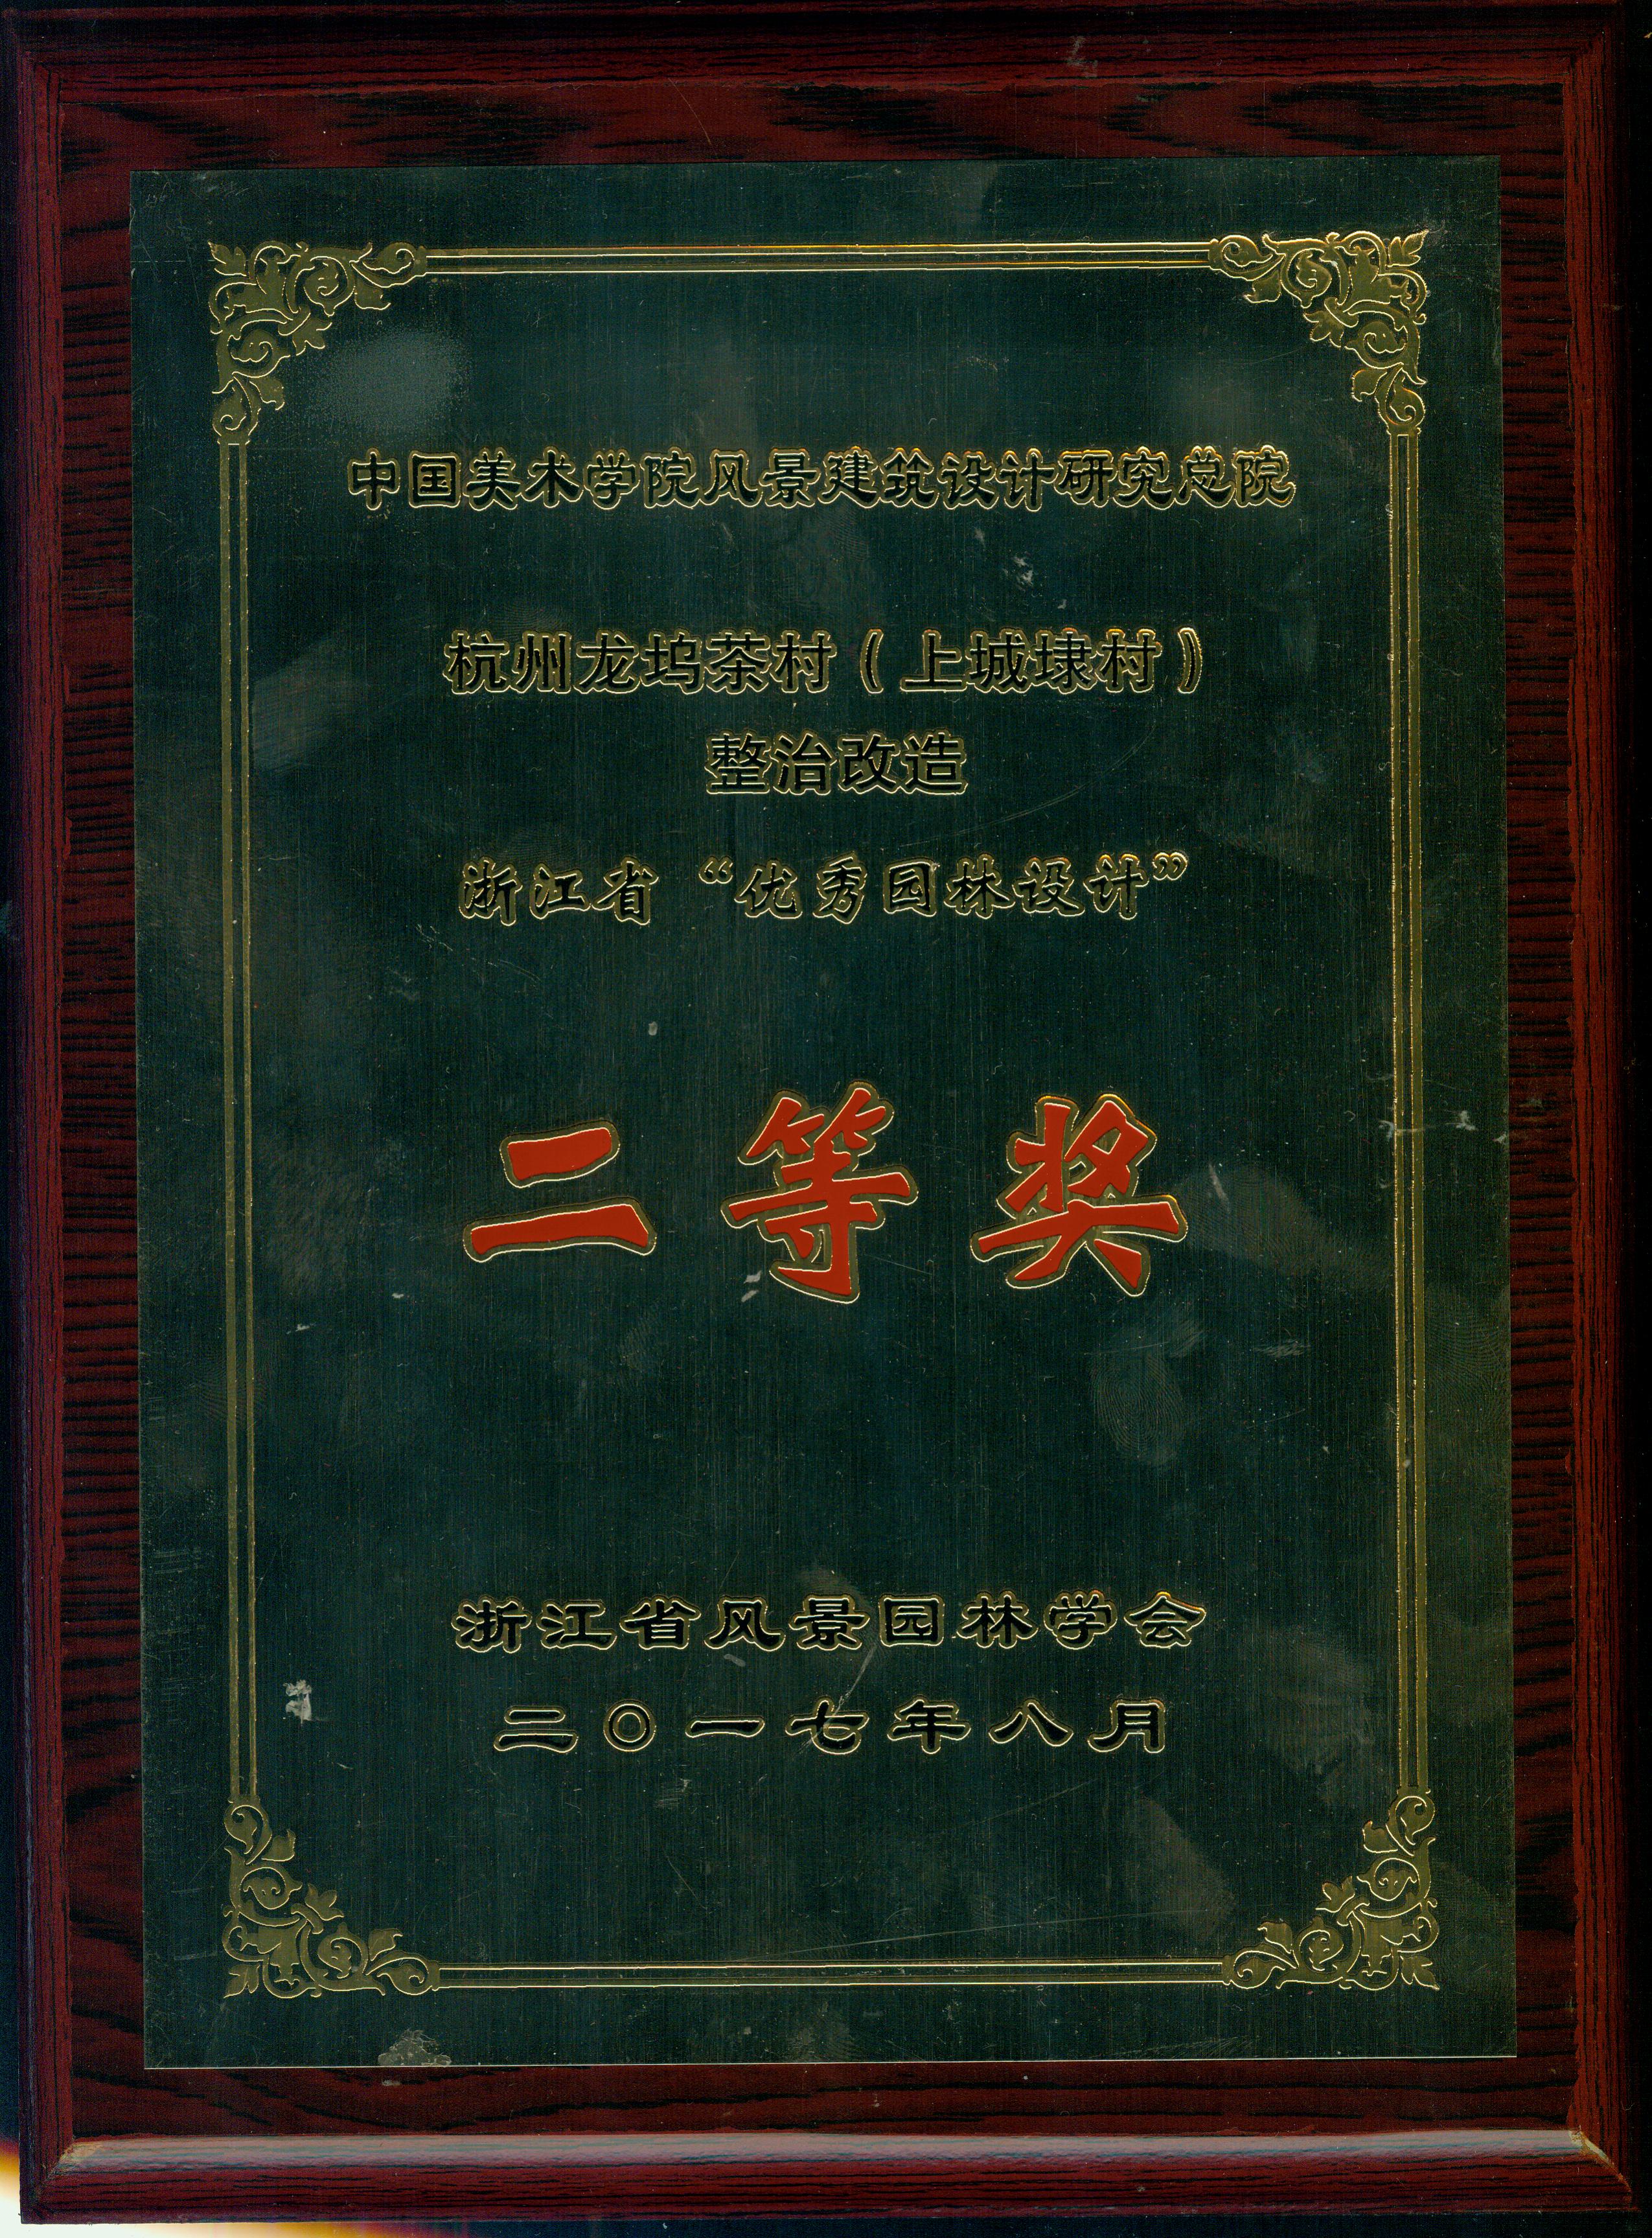 中国美术学院风景建筑设计研究总院
杭州龙坞茶村（上城埭村）
整治改造
浙江省“优秀园林设计”
二等奖
浙江省风景园林学会
二〇一七年八月